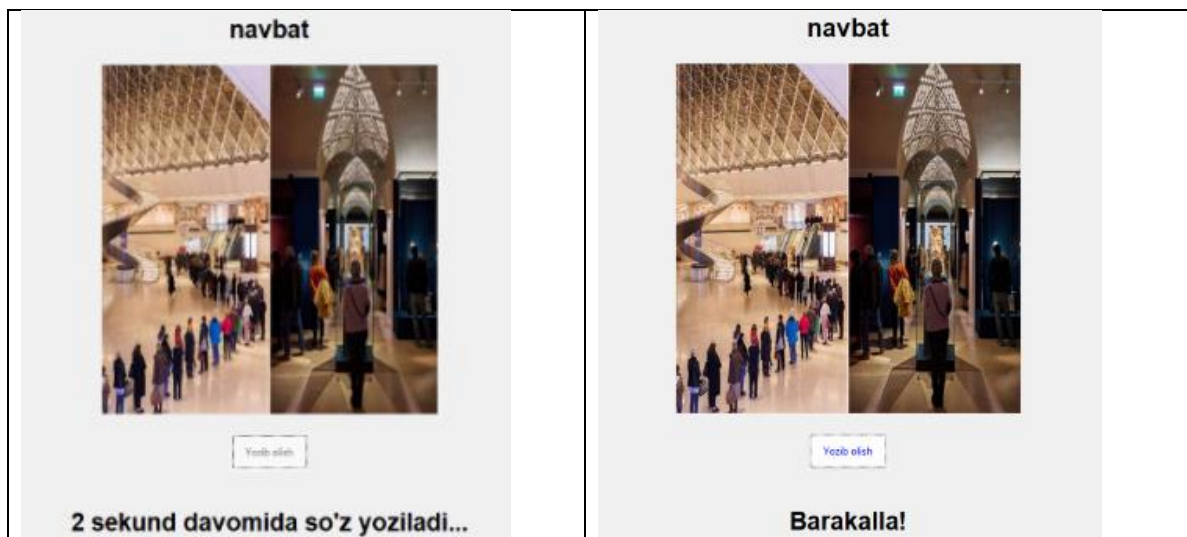 navbat
Yozib olish
2 sekund davomida so'z yoziladi...
navbat
Yozib olish
Barakalla!